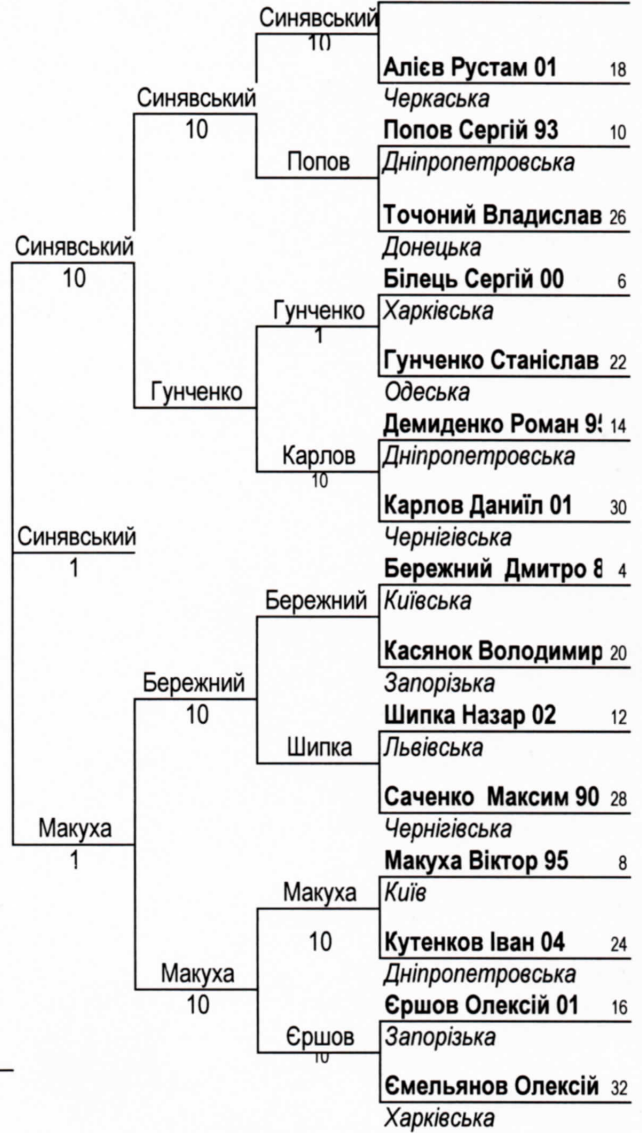 Синявський
10
Алієв Рустам 01 18
Синявський
Черкаська
10
Попов Сергій 93 10
Попов
Дніпропетровська
Точоний Владислав 26
Синявський
Донецька
10
Білець Сергій 00 6
Гунченко
Харківська
1
Гунченко Станіслав 22
Гунченко
Одеська
Демиденко Роман 9 14
Карлов
Дніпропетровська
10
Карлов Даниїл 01 30
Синявський
Чернігівська
1
Бережний Дмитро 8 4
Бережний
Київська
Касянок Володимир 20
Бережний
Запорізька
10
Шипка Назар 02 12
Шипка
Львівська
Саченко Максим 90 28
Макуха
Чернігівська
1
Макуха Віктор 95 8
Макуха
Київ
10
Кутенков Іван 04 24
Макуха
Дніпропетровська
10
Єршов Олексій 01 16
Єршов
Запорізька
10
Ємельянов Олексій 32
Харківська